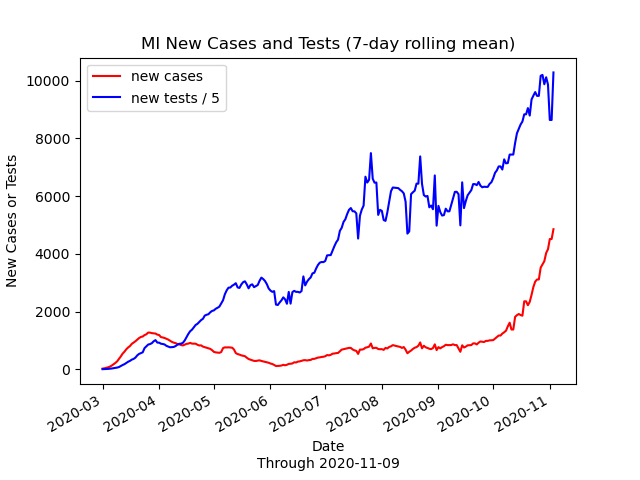 MI New Cases and Tests (7-day rolling mean)
new cases
new tests / 5
New Cases or Tests
10000
8000
6000
4000
2000
0
2020-03
2020-04
2020-05
2020-06
2020-07
2020-08
2020-09
2020-10
2020-11
Date
Through 2020-11-09